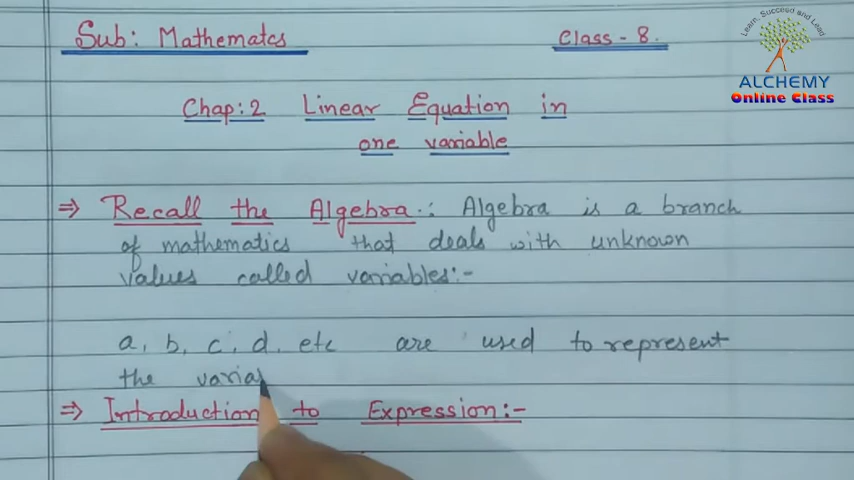 Sub: Mathematcs Class - 8.
Learn, Succeed and Lead
ALCHEMY
Online Class
Chap: 2 Linear Equation in
one variable
⇒ Recall the Algebra.: Algebra is a branch
of mathematics that deals with unknown
values called variables:-
a, b, c, d, etc are used to represent
the varia
⇒ Introduction to Expression:-